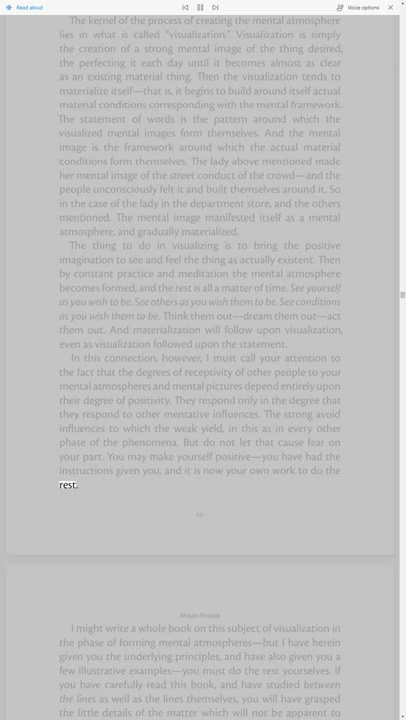 Read aloud
Voice options
The kernel of the process of creating the mental atmosphere
lies in what is called "visualization." Visualization is simply
the creation of a strong mental image of the thing desired,
the perfecting it each day until it becomes almost as clear
as an existing material thing. Then the visualization tends to
materialize itself—that is, it begins to build around itself actual
material conditions corresponding with the mental framework.
The statement of words is the pattern around which the
visualized mental images form themselves. And the mental
image is the framework around which the actual material
conditions form themselves. The lady above mentioned made
her mental image of the street conduct of the crowd—and the
people unconsciously felt it and built themselves around it. So
in the case of the lady in the department store, and the others
mentioned. The mental image manifested itself as a mental
atmosphere, and gradually materialized.
The thing to do in visualizing is to bring the positive
imagination to see and feel the thing as actually existent. Then
by constant practice and meditation the mental atmosphere
becomes formed, and the rest is all a matter of time. See yourself
as you wish to be. See others as you wish them to be. See conditions
as you wish them to be. Think them out—dream them out—act
them out. And materialization will follow upon visualization,
even as visualization followed upon the statement.
In this connection, however, I must call your attention to
the fact that the degrees of receptivity of other people to your
mental atmospheres and mental pictures depend entirely upon
their degree of positivity. They respond only in the degree that
they respond to other mentative influences. The strong avoid
influences to which the weak yield, in this as in every other
phase of the phenomena. But do not let that cause fear on
your part. You may make yourself positive—you have had the
instructions given you, and it is now your own work to do the
rest.
191
Mind‑Power
I might write a whole book on this subject of visualization in
the phase of forming mental atmospheres—but I have herein
given you the underlying principles, and have also given you a
few illustrative examples—you must do the rest yourselves. If
you have carefully read this book, and have studied between
the lines as well as the lines themselves, you will have grasped
the little details of the matter which will not be apparent to